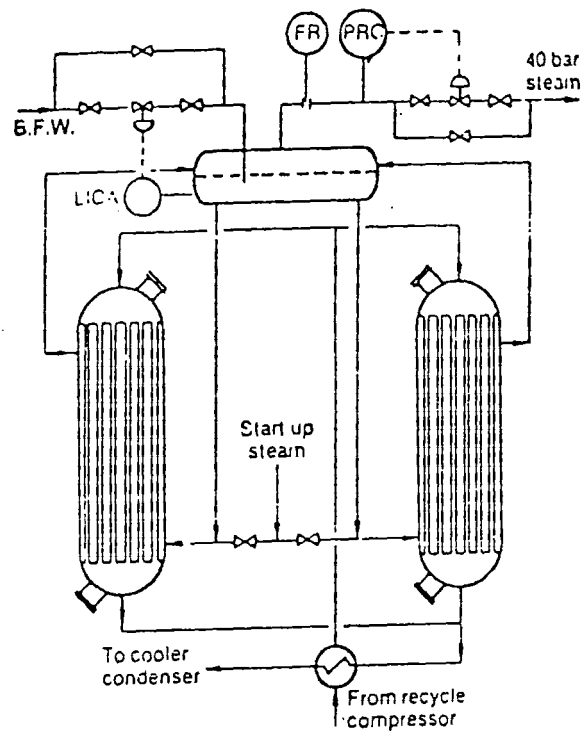 FR
PRC
40 bar
steam
B.F.W.
LICA
Start up
steam
To cooler
condenser
From recycle
compressor